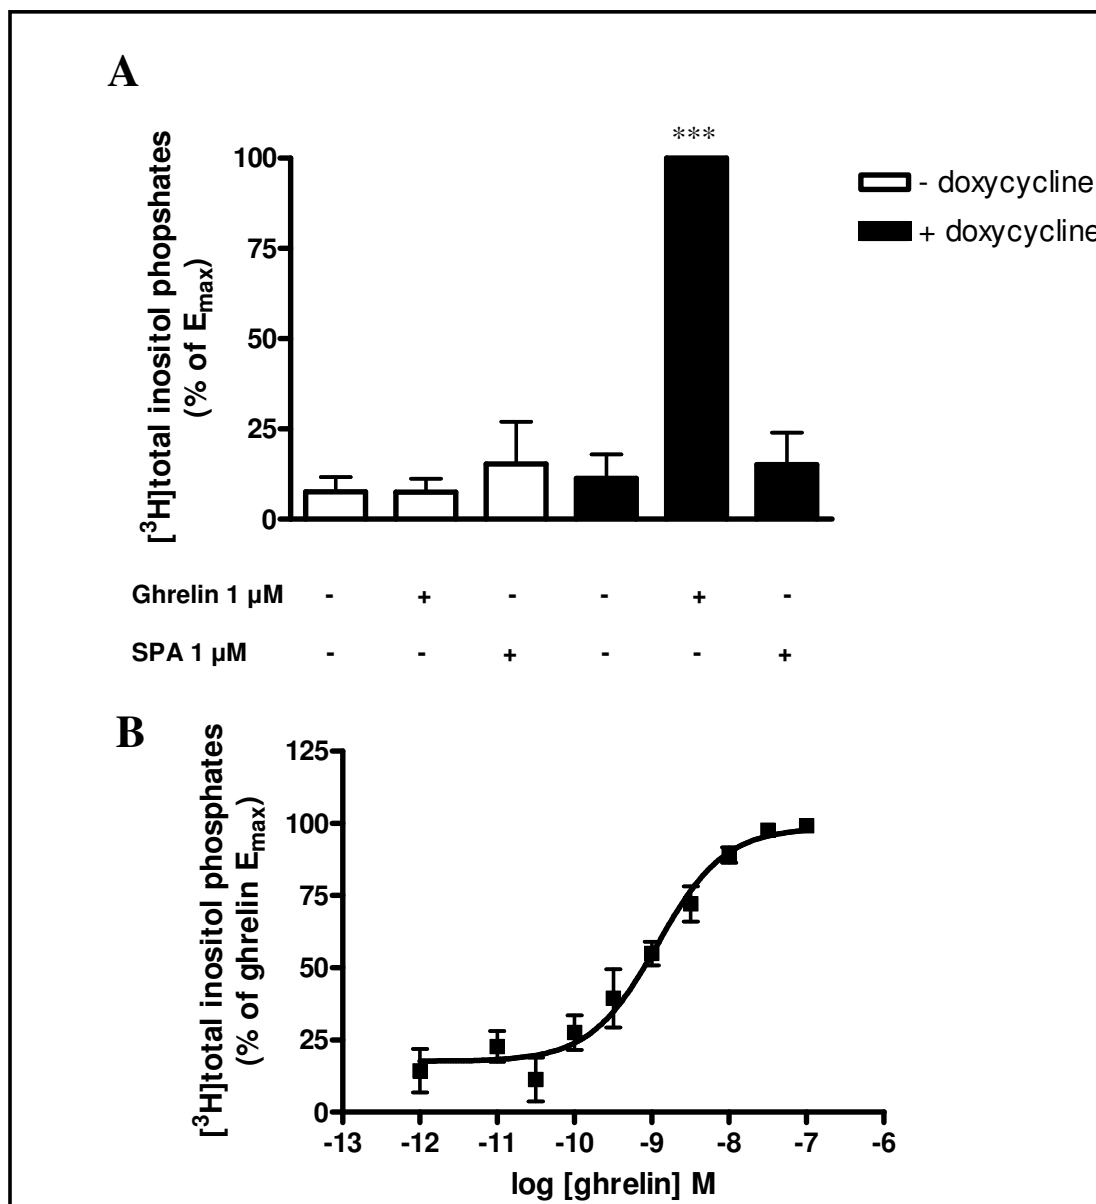 A
[³H]total inositol phopshates
(% of Emax)
100
75
50
25
0
***
- doxycycline
+ doxycycline
Ghrelin 1 µM - + - - + -
SPA 1 µM - - + - - +
B
[³H]total inositol phosphates
(% of ghrelin Emax)
125
100
75
50
25
0
-13 -12 -11 -10 -9 -8 -7 -6
log [ghrelin] M